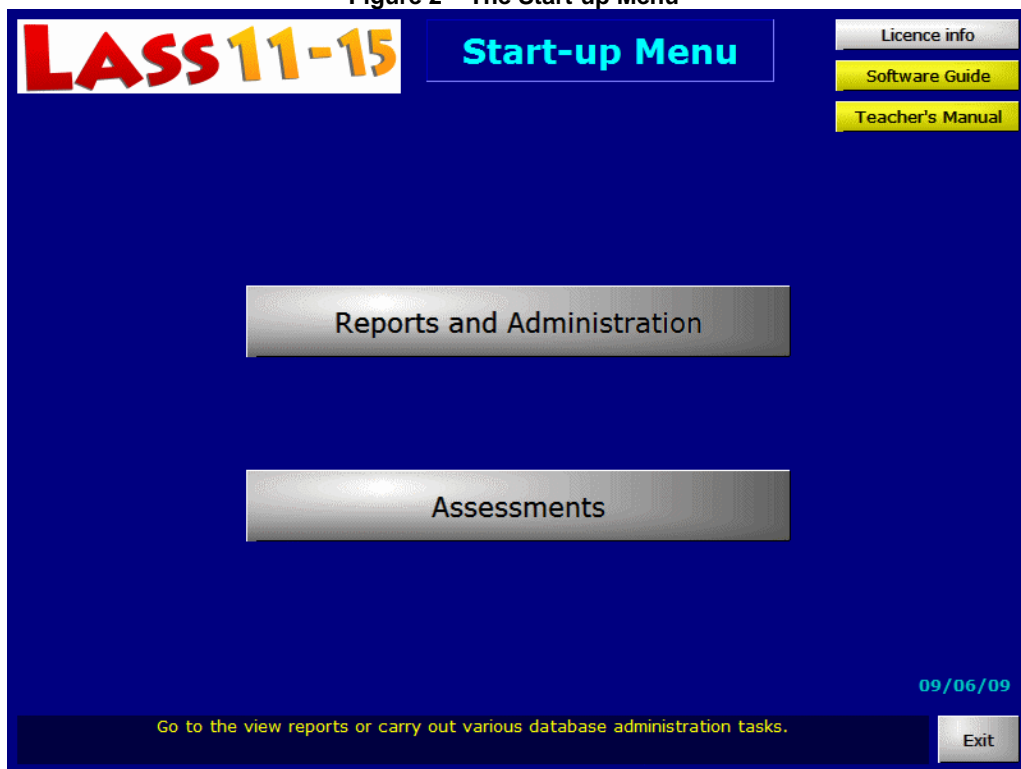 Figure 2 – The Start-up Menu
LASS 11-15
Start-up Menu
Licence info
Software Guide
Teacher's Manual
Reports and Administration
Assessments
09/06/09
Go to the view reports or carry out various database administration tasks.
Exit